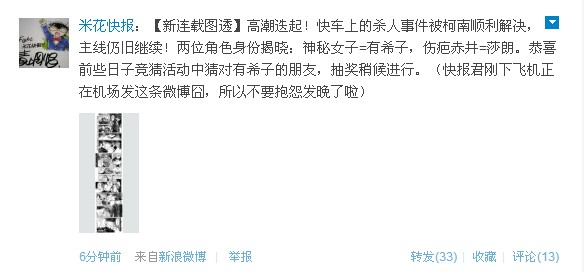 米花快报：【新连载图透】高潮迭起！快车上的杀人事件被柯南顺利解决，
主线仍旧继续！两位角色身份揭晓：神秘女子=有希子，伤疤赤井=莎朗。恭喜
前些日子竞猜活动中猜对有希子的朋友，抽奖稍候进行。（快报君刚下飞机正
在机场发这条微博囧，所以不要抱怨发晚了啦）
6分钟前 来自新浪微博 | 举报 转发(33) | 收藏 | 评论(13)